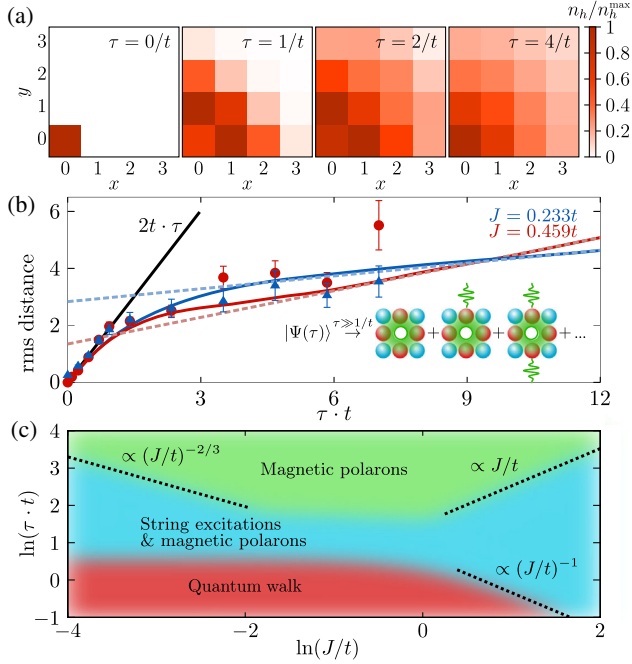 (a)
n_h/n_h^max
3
2
1
0
y
τ = 0/t
τ = 1/t
τ = 2/t
τ = 4/t
1
0.8
0.6
0.4
0.2
0
0 1 2 3
0 1 2 3
0 1 2 3
0 1 2 3
x
x
x
x
(b)
6
4
2
0
rms distance
2t · τ
J = 0.233t
J = 0.459t
|Ψ(τ)⟩ τ≫1/t → + + + ...
0 3 6 9 12
τ · t
(c)
4
3
2
1
0
−1
ln(τ · t)
∝ (J/t)^{−2/3}
Magnetic polarons
∝ J/t
String excitations
& magnetic polarons
Quantum walk
∝ (J/t)^{−1}
−4 −2 0 2
ln(J/t)